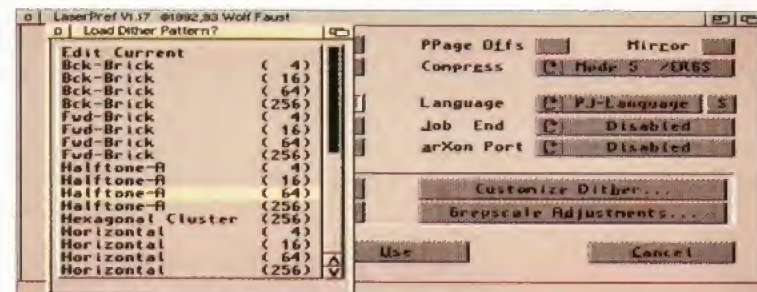 LaserPref V1.17 ©1992,93 Wolf Faust
Load Dither Pattern?
Edit Current
Bck-Brick ( 4)
Bck-Brick ( 16)
Bck-Brick ( 64)
Bck-Brick (256)
Fwd-Brick ( 4)
Fwd-Brick ( 16)
Fwd-Brick ( 64)
Fwd-Brick (256)
Halftone-A ( 4)
Halftone-A ( 16)
Halftone-A ( 64)
Halftone-A (256)
Hexagonal Cluster (256)
Horizontal ( 4)
Horizontal ( 16)
Horizontal ( 64)
Horizontal (256)
PPage Offs Mirror
Compress Mode 5
Language PJ-Language S
Job End Disabled
arXon Port Disabled
Customize Dither...
Greyscale Adjustments...
Use Cancel